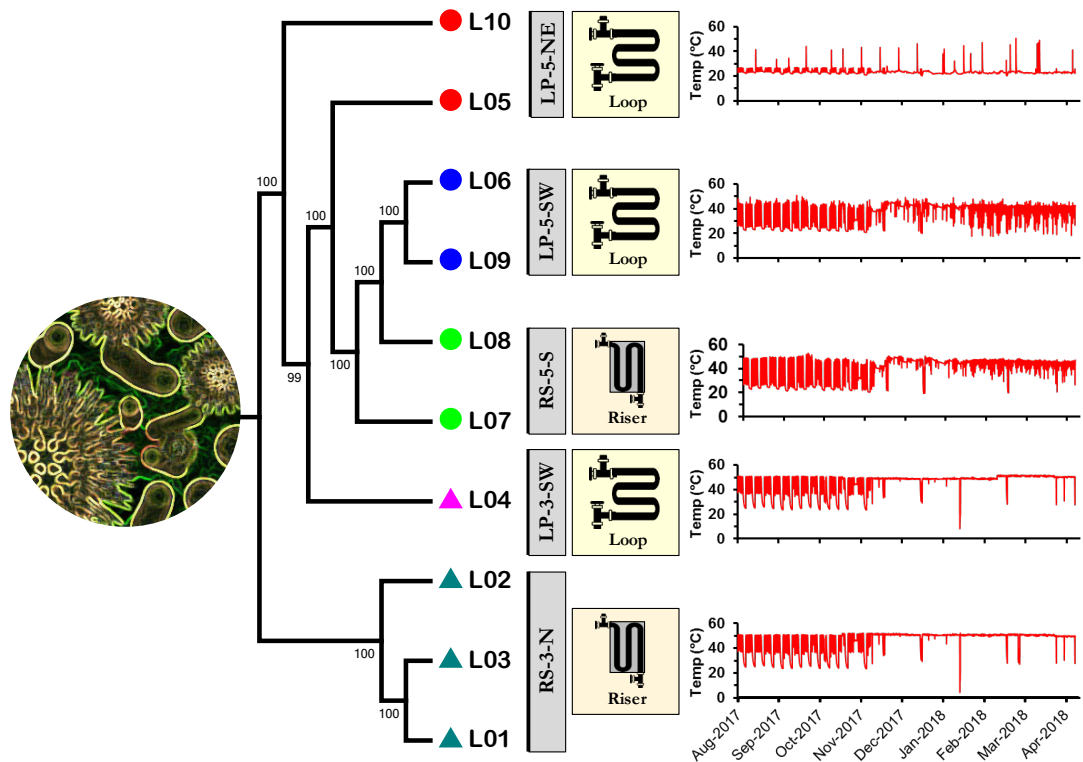 L10
L05
L06
L09
L08
L07
L04
L02
L03
L01
100
100
100
100
100
99
100
100
LP-5-NE
Loop
LP-5-SW
Loop
RS-5-S
Riser
LP-3-SW
Loop
RS-3-N
Riser
Temp (°C)
60
40
20
0
Temp (°C)
60
40
20
0
Temp (°C)
60
40
20
0
Temp (°C)
60
40
20
0
Temp (°C)
60
40
20
0
Aug-2017
Sep-2017
Oct-2017
Nov-2017
Dec-2017
Jan-2018
Feb-2018
Mar-2018
Apr-2018